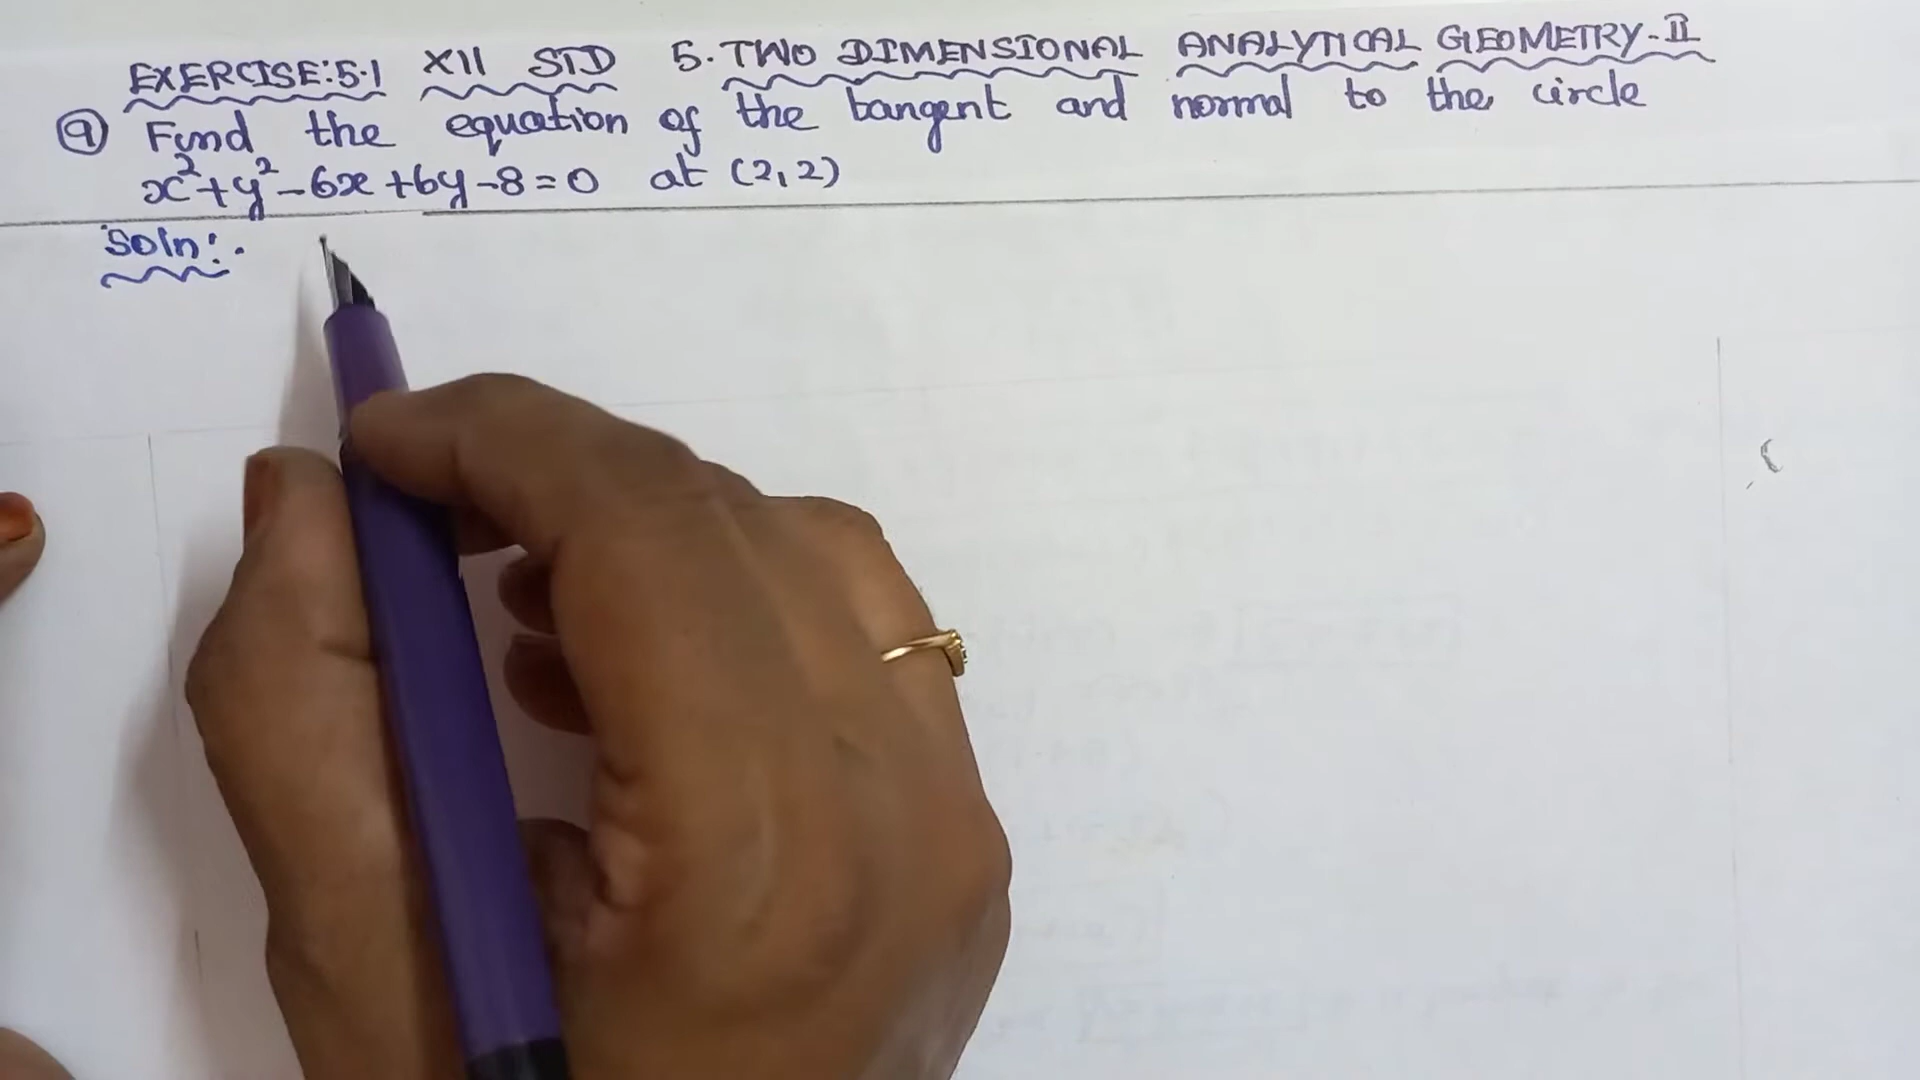 EXERCISE:5.1 XII STD 5. TWO DIMENSIONAL ANALYTICAL GEOMETRY-II
9 Find the equation of the tangent and normal to the circle
x²+y²-6x+6y-8=0 at (2,2)
Soln:-